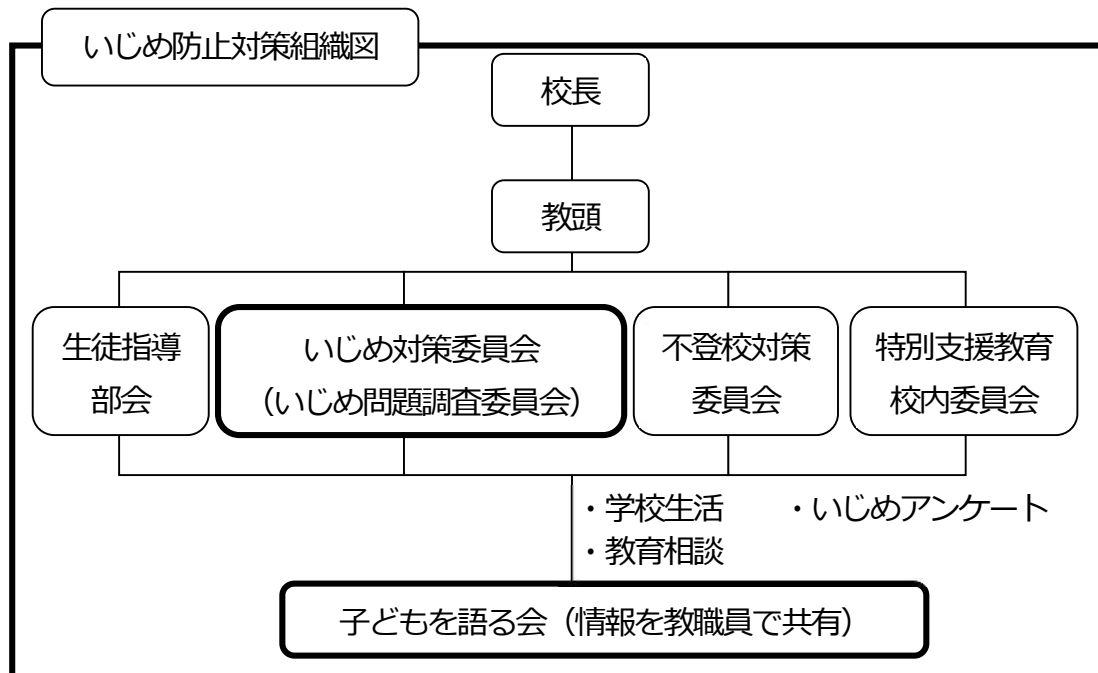 いじめ防止対策組織図
校長
教頭
生徒指導
部会
いじめ対策委員会
（いじめ問題調査委員会）
不登校対策
委員会
特別支援教育
校内委員会
・学校生活
・いじめアンケート
・教育相談
子どもを語る会（情報を教職員で共有）